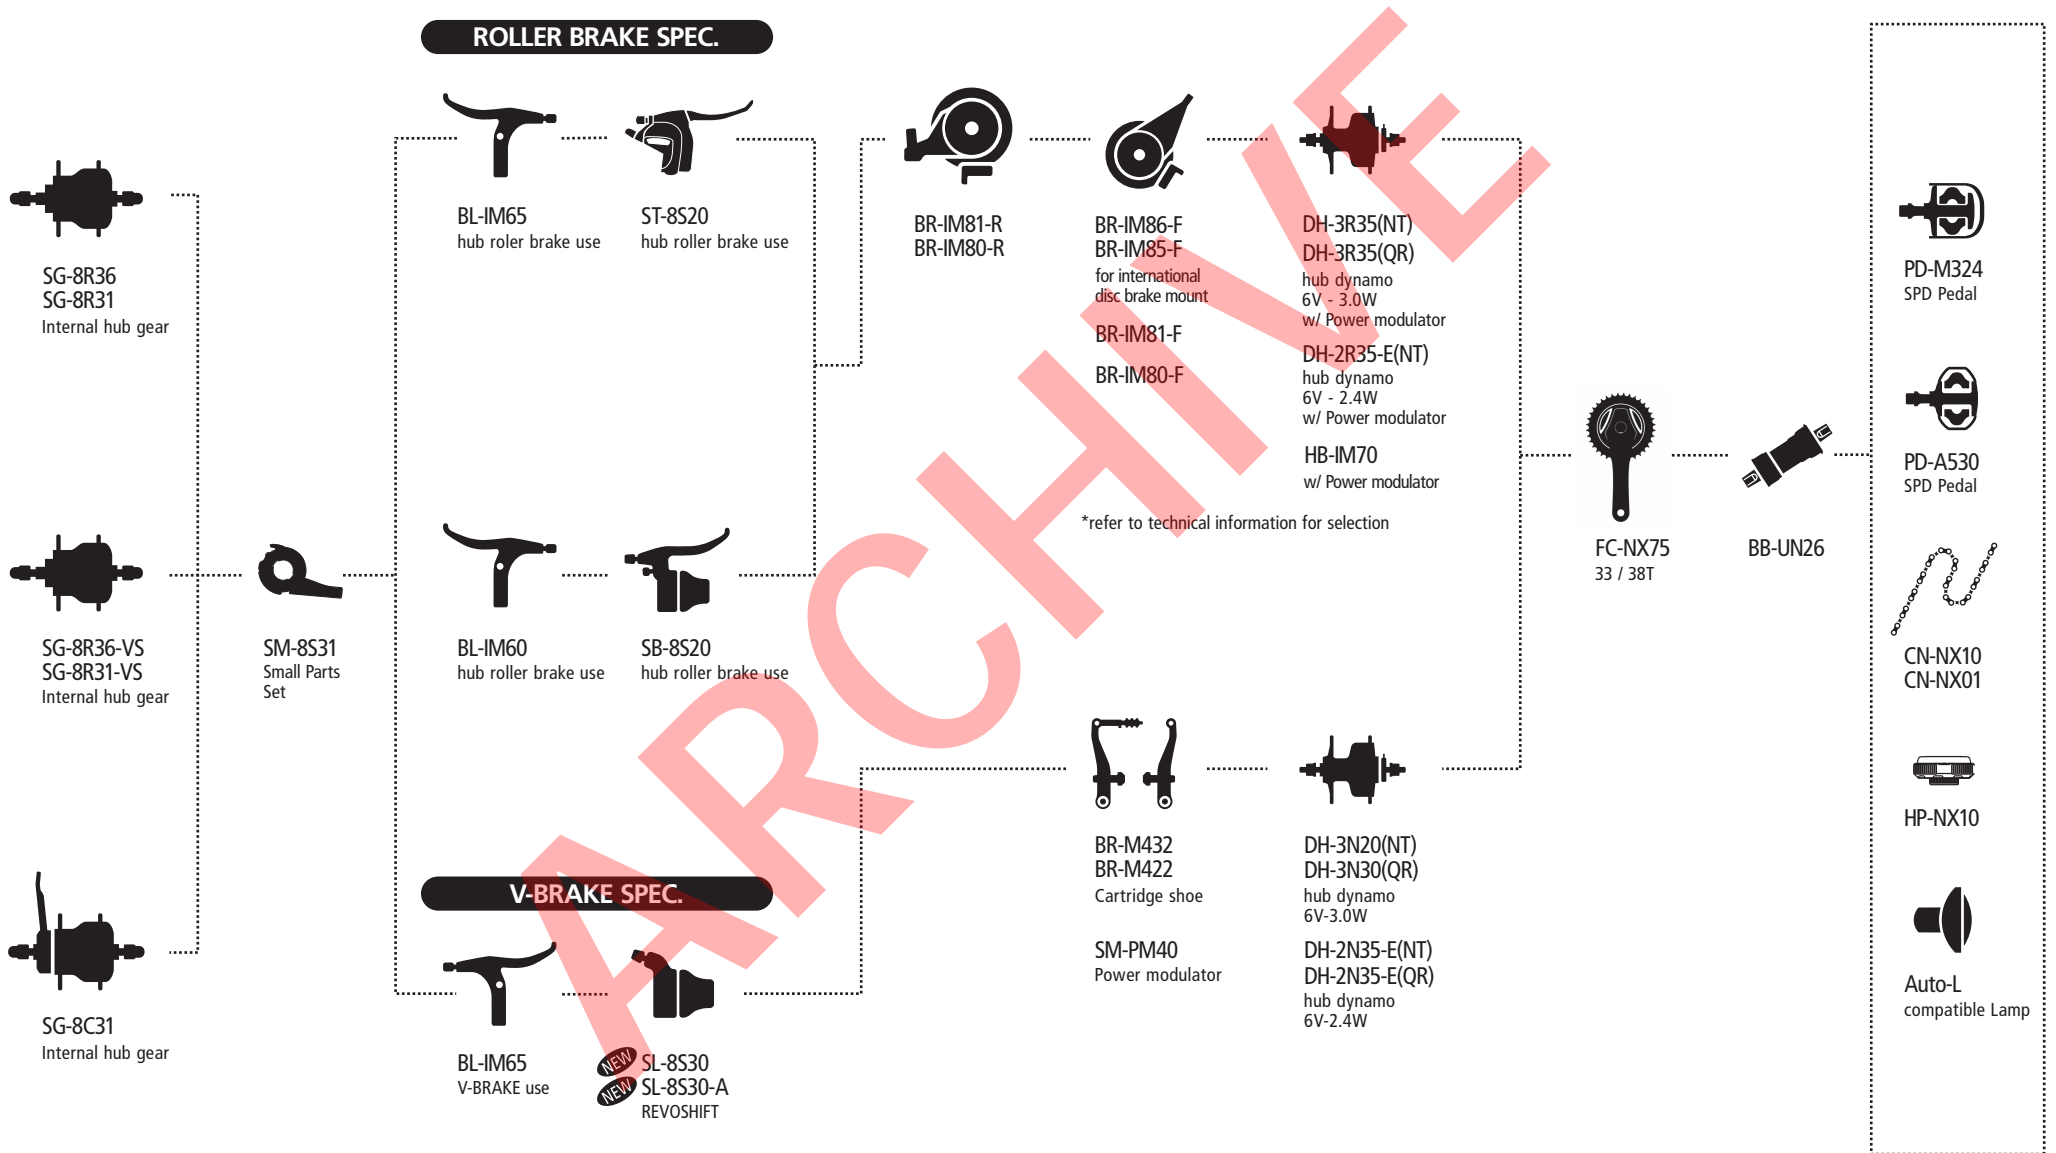 ROLLER BRAKE SPEC.
SG-8R36
SG-8R31
Internal hub gear
SG-8R36-VS
SG-8R31-VS
Internal hub gear
SG-8C31
Internal hub gear
SM-8S31
Small Parts
Set
BL-IM65
hub roler brake use
ST-8S20
hub roller brake use
BL-IM60
hub roller brake use
SB-8S20
hub roller brake use
V-BRAKE SPEC.
BL-IM65
V-BRAKE use
NEW SL-8S30
NEW SL-8S30-A
REVOSHIFT
BR-IM81-R
BR-IM80-R
BR-IM86-F
BR-IM85-F
for international
disc brake mount
BR-IM81-F
BR-IM80-F
DH-3R35(NT)
DH-3R35(QR)
hub dynamo
6V - 3.0W
w/ Power modulator
DH-2R35-E(NT)
hub dynamo
6V - 2.4W
w/ Power modulator
HB-IM70
w/ Power modulator
*refer to technical information for selection
BR-M432
BR-M422
Cartridge shoe
SM-PM40
Power modulator
DH-3N20(NT)
DH-3N30(QR)
hub dynamo
6V-3.0W
DH-2N35-E(NT)
DH-2N35-E(QR)
hub dynamo
6V-2.4W
FC-NX75
33 / 38T
BB-UN26
PD-M324
SPD Pedal
PD-A530
SPD Pedal
CN-NX10
CN-NX01
HP-NX10
Auto-L
compatible Lamp
ARCHIVE